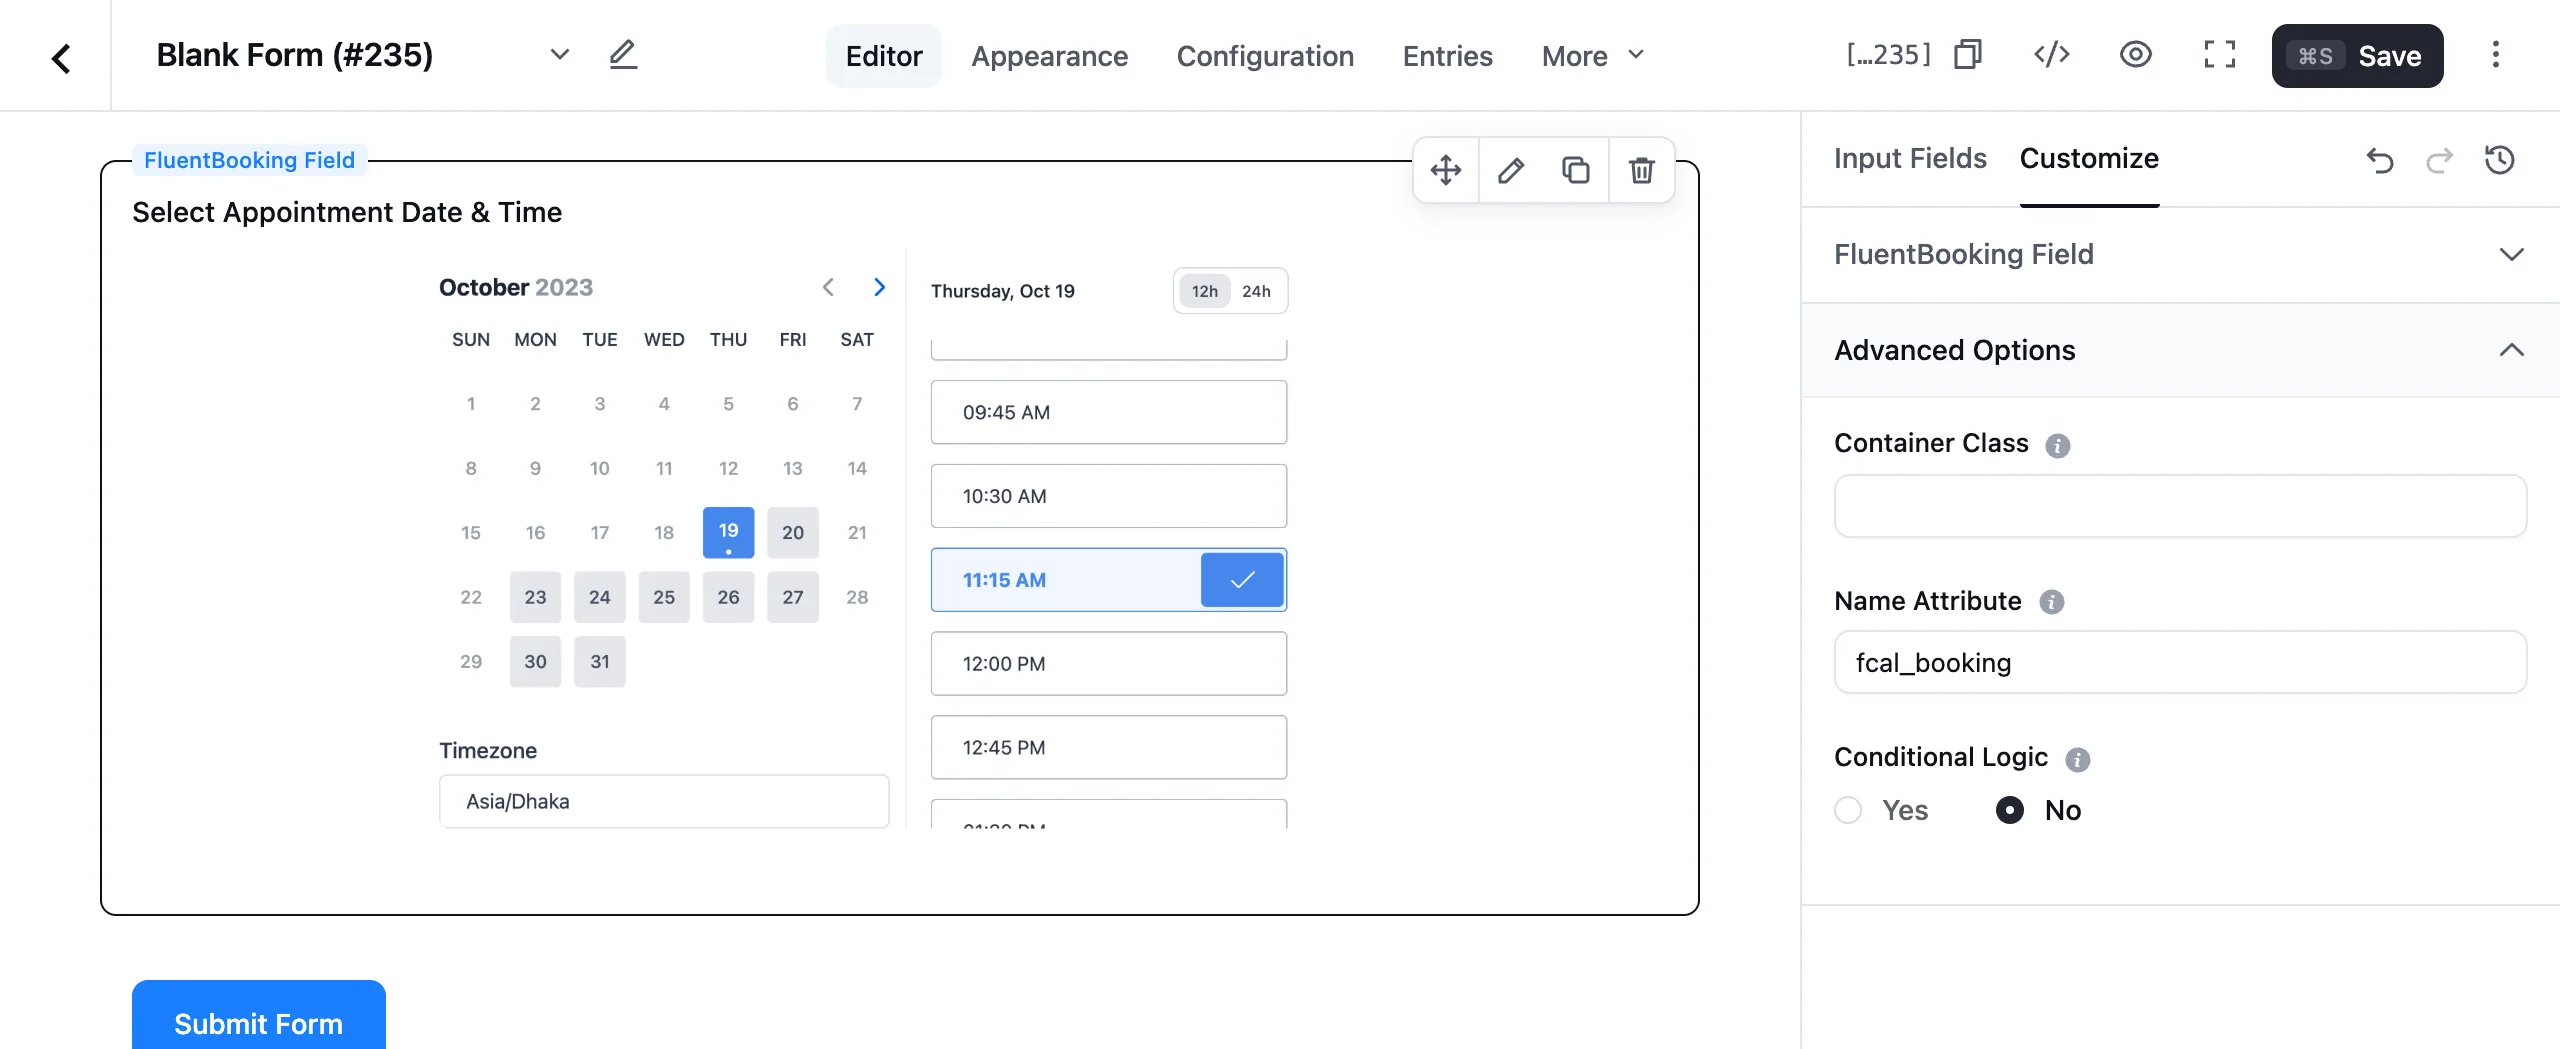 Blank Form (#235)
Editor
Appearance
Configuration
Entries
More
[...235]
⌘S Save
FluentBooking Field
Select Appointment Date & Time
October 2023
SUN MON TUE WED THU FRI SAT
1 2 3 4 5 6 7
8 9 10 11 12 13 14
15 16 17 18 19 20 21
22 23 24 25 26 27 28
29 30 31
Timezone
Asia/Dhaka
Thursday, Oct 19
12h 24h
09:45 AM
10:30 AM
11:15 AM
12:00 PM
12:45 PM
01:30 PM
Submit Form
Input Fields
Customize
FluentBooking Field
Advanced Options
Container Class
Name Attribute
fcal_booking
Conditional Logic
Yes
No